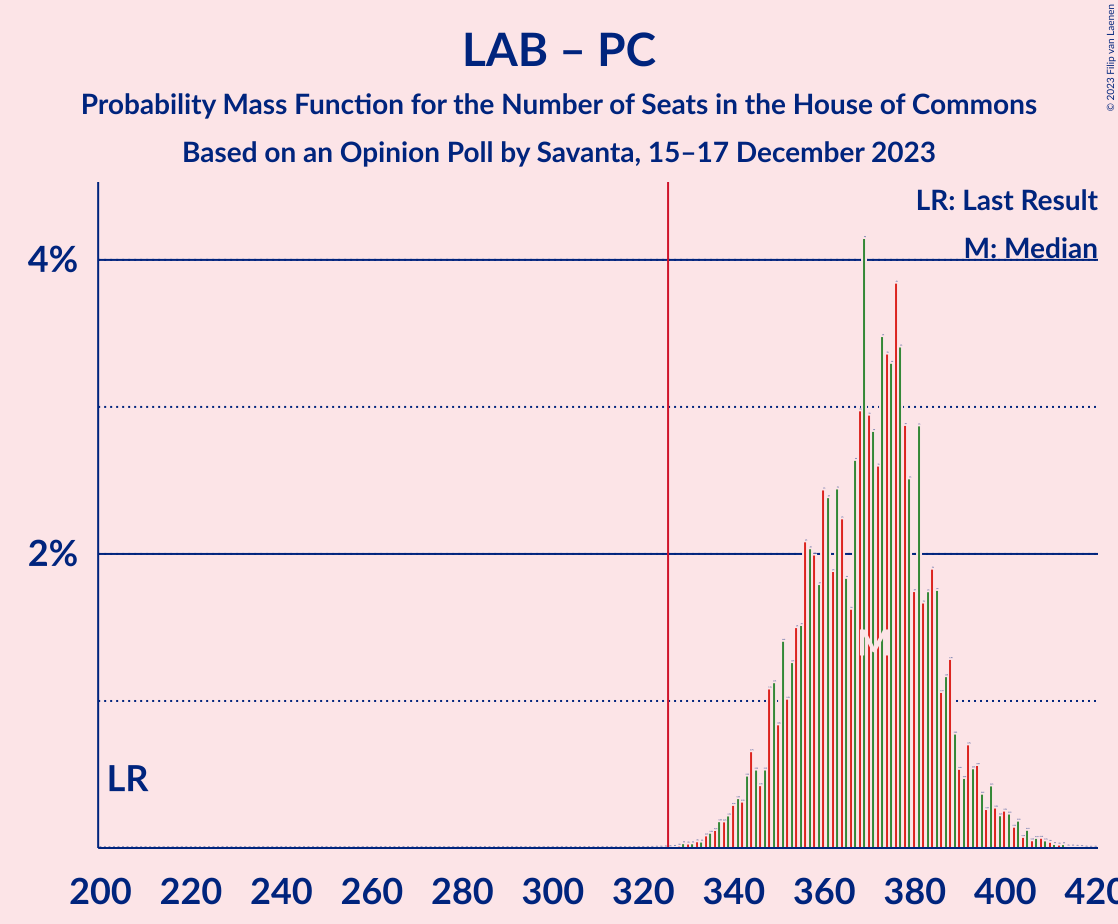 LAB – PC
Probability Mass Function for the Number of Seats in the House of Commons
Based on an Opinion Poll by Savanta, 15–17 December 2023
© 2023 Filip van Laenen
LR: Last Result
M: Median
4%
2%
M
LR
200 220 240 260 280 300 320 340 360 380 400 420